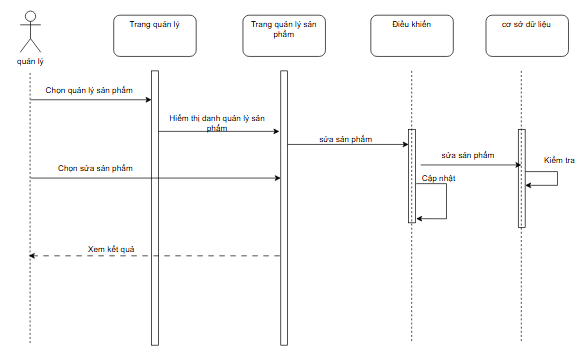 Trang quản lý
Trang quản lý sản
phẩm
Điều khiển
cơ sở dữ liệu
quản lý
Chọn quản lý sản phẩm
Hiểm thị danh quản lý sản
phẩm
sửa sản phẩm
sửa sản phẩm
Kiểm tra
Chọn sửa sản phẩm
Cập nhật
Xem kết quả